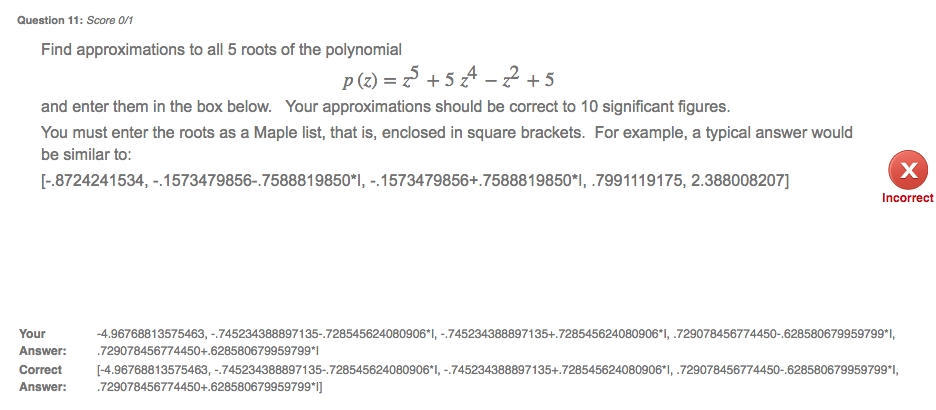 Question 11: Score 0/1
Find approximations to all 5 roots of the polynomial
p (z) = z⁵ + 5 z⁴ − z² + 5
and enter them in the box below. Your approximations should be correct to 10 significant figures.
You must enter the roots as a Maple list, that is, enclosed in square brackets. For example, a typical answer would
be similar to:
[-.8724241534, -.1573479856-.7588819850*I, -.1573479856+.7588819850*I, .7991119175, 2.388008207]
X
Incorrect
Your -4.96768813575463, -.745234388897135-.728545624080906*I, -.745234388897135+.728545624080906*I, .729078456774450-.628580679959799*I,
Answer: .729078456774450+.628580679959799*I
Correct [-4.96768813575463, -.745234388897135-.728545624080906*I, -.745234388897135+.728545624080906*I, .729078456774450-.628580679959799*I,
Answer: .729078456774450+.628580679959799*I]